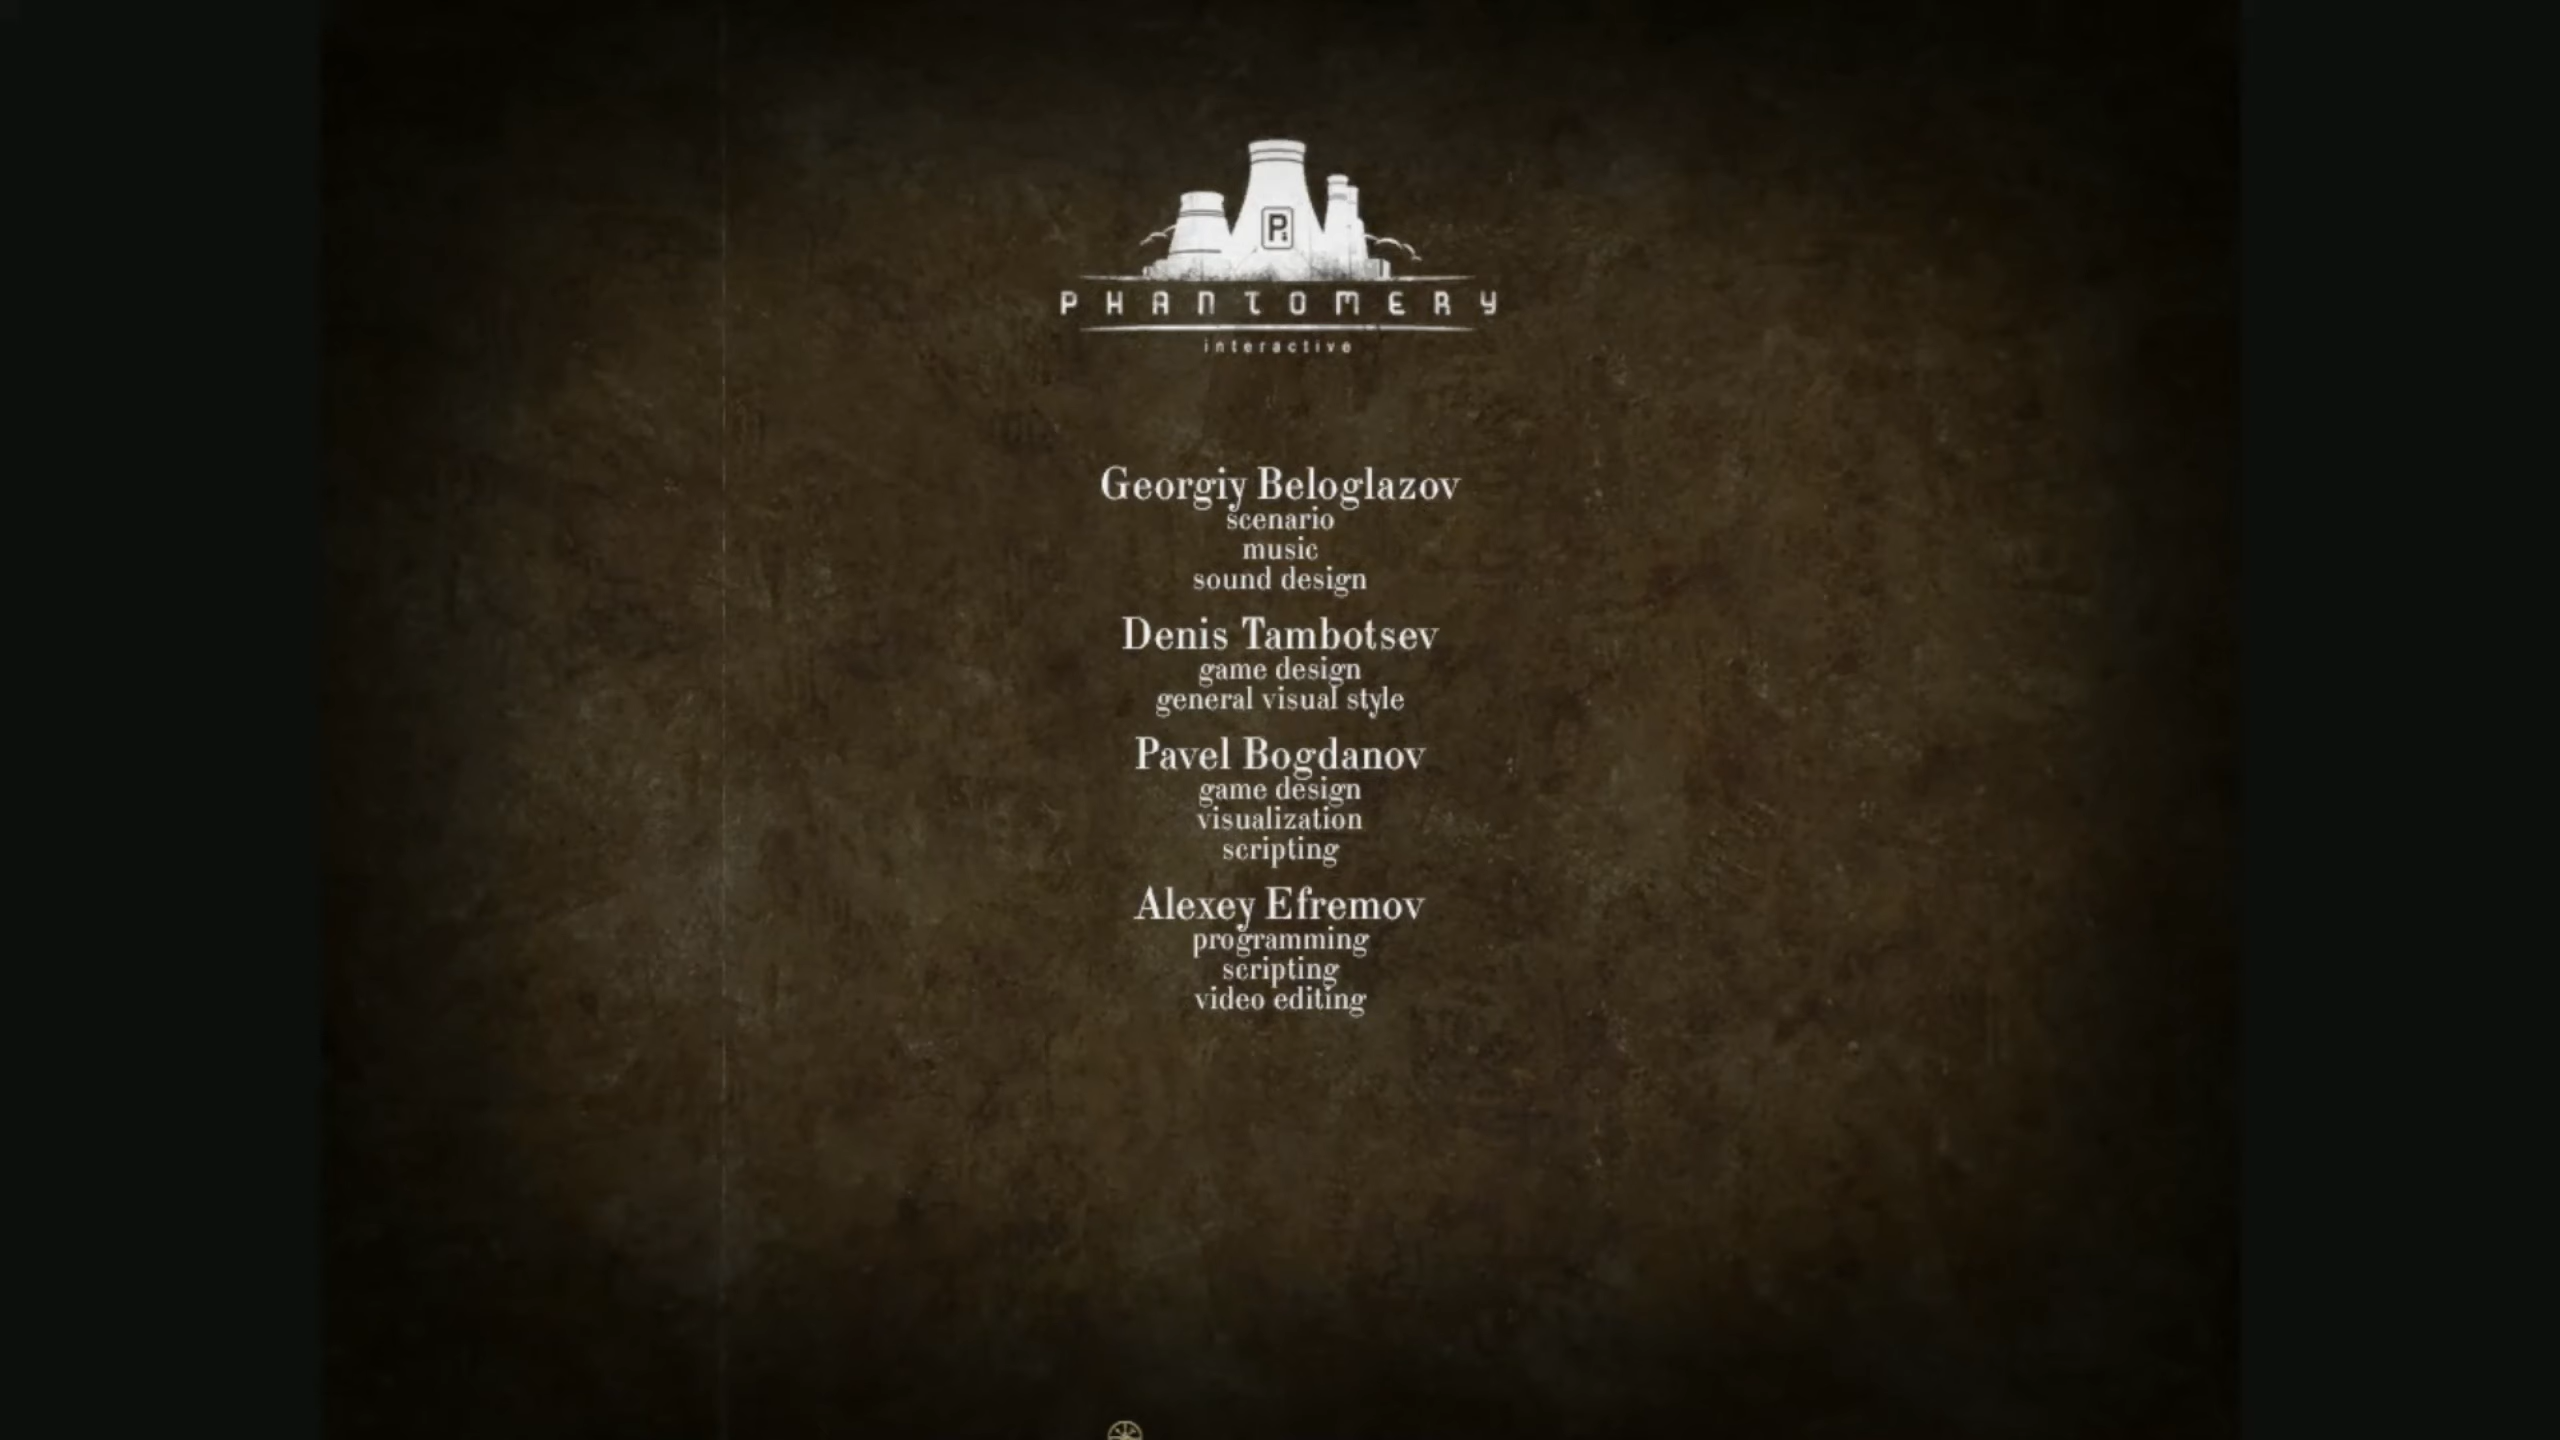 P
PHANTOMERY
interactive
Georgiy Beloglazov
scenario
music
sound design
Denis Tambotsev
game design
general visual style
Pavel Bogdanov
game design
visualization
scripting
Alexey Efremov
programming
scripting
video editing